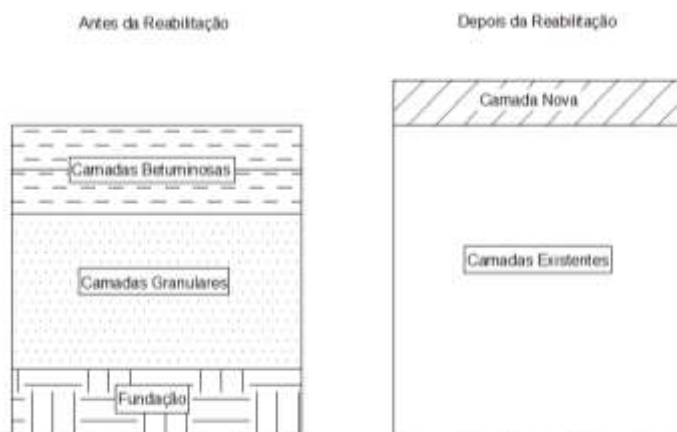 Antes da Reabilitação
Depois da Reabilitação
Camada Nova
Camadas Betuminosas
Camadas Existentes
Camadas Granulares
Fundação